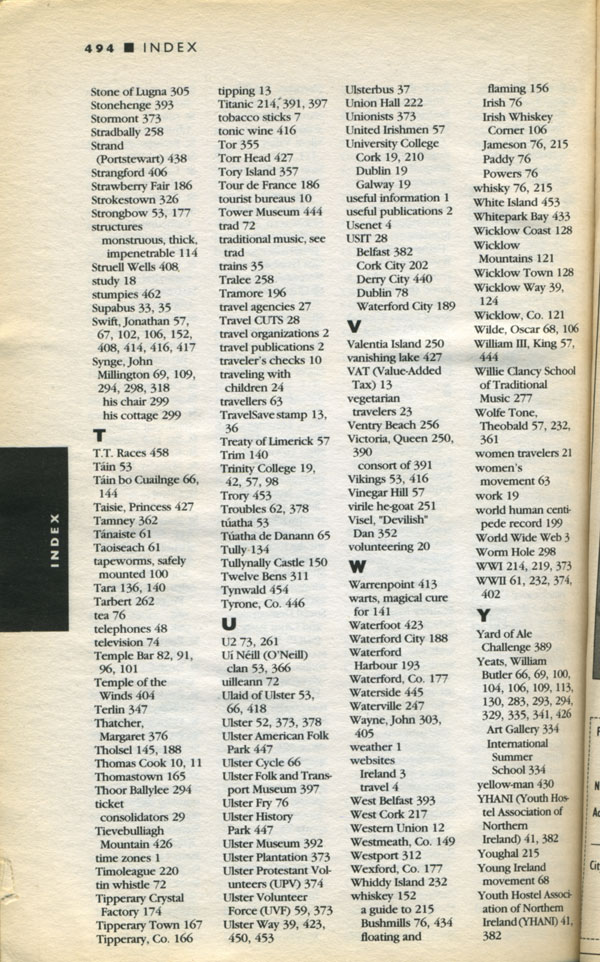 494 ■ INDEX
Stone of Lugna 305
Stonehenge 393
Stormont 373
Stradbally 258
Strand
(Portstewart) 438
Strangford 406
Strawberry Fair 186
Strokestown 326
Strongbow 53, 177
structures
monstrous, thick,
impenetrable 114
Struell Wells 408
study 18
stumpies 462
Supabus 33, 35
Swift, Jonathan 57,
67, 102, 106, 152,
408, 414, 416, 417
Synge, John
Millington 69, 109,
294, 298, 318
his chair 299
his cottage 299
T
T.T. Races 458
Táin 53
Táin bo Cuailnge 66,
144
Taisie, Princess 427
Tamney 362
Tánaiste 61
Taoiseach 61
tapeworms, safely
mounted 100
Tara 136, 140
Tarbert 262
tea 76
telephones 48
television 74
Temple Bar 82, 91,
96, 101
Temple of the
Winds 404
Terlin 347
Thatcher,
Margaret 376
Tholsel 145, 188
Thomas Cook 10, 11
Thomastown 165
Thoor Ballylee 294
ticket
consolidators 29
Tievebulliagh
Mountain 426
time zones 1
Timoleague 220
tin whistle 72
Tipperary Crystal
Factory 174
Tipperary Town 167
Tipperary, Co. 166
tipping 13
Titanic 214, 391, 397
tobacco sticks 7
tonic wine 416
Tor 355
Torr Head 427
Tory Island 357
Tour de France 186
tourist bureaus 10
Tower Museum 444
trad 72
traditional music, see
trad
trains 35
Tralee 258
Tramore 196
travel agencies 27
Travel CUTS 28
travel organizations 2
travel publications 2
traveler's checks 10
traveling with
children 24
travellers 63
TravelSave stamp 13,
36
Treaty of Limerick 57
Trim 140
Trinity College 19,
42, 57, 98
Trory 453
Troubles 62, 378
túatha 53
Túatha de Danann 65
Tully 134
Tullynally Castle 150
Twelve Bens 311
Tynwald 454
Tyrone, Co. 446
U
U2 73, 261
Uí Néill (O'Neill)
clan 53, 366
uilleann 72
Ulaid of Ulster 53,
66, 418
Ulster 52, 373, 378
Ulster American Folk
Park 447
Ulster Cycle 66
Ulster Folk and Trans-
port Museum 397
Ulster Fry 76
Ulster History
Park 447
Ulster Museum 392
Ulster Plantation 373
Ulster Protestant Vol-
unteers (UPV) 374
Ulster Volunteer
Force (UVF) 59, 373
Ulster Way 39, 423,
450, 453
Ulsterbus 37
Union Hall 222
Unionists 373
United Irishmen 57
University College
Cork 19, 210
Dublin 19
Galway 19
useful information 1
useful publications 2
Usenet 4
USIT 28
Belfast 382
Cork City 202
Derry City 440
Dublin 78
Waterford City 189
V
Valentia Island 250
vanishing lake 427
VAT (Value-Added
Tax) 13
vegetarian
travelers 23
Ventry Beach 256
Victoria, Queen 250,
390
consort of 391
Vikings 53, 416
Vinegar Hill 57
virile he-goat 251
Visel, "Devilish"
Dan 352
volunteering 20
W
Warrenpoint 413
warts, magical cure
for 141
Waterfoot 423
Waterford City 188
Waterford
Harbour 193
Waterford, Co. 177
Waterside 445
Waterville 247
Wayne, John 303,
405
weather 1
websites
Ireland 3
travel 4
West Belfast 393
West Cork 217
Western Union 12
Westmeath, Co. 149
Westport 312
Wexford, Co. 177
Whiddy Island 232
whiskey 152
a guide to 215
Bushmills 76, 434
floating and
flaming 156
Irish 76
Irish Whiskey
Corner 106
Jameson 76, 215
Paddy 76
Powers 76
whisky 76, 215
White Island 453
Whitepark Bay 433
Wicklow Coast 128
Wicklow
Mountains 121
Wicklow Town 128
Wicklow Way 39,
124
Wicklow, Co. 121
Wilde, Oscar 68, 106
William III, King 57,
444
Willie Clancy School
of Traditional
Music 277
Wolfe Tone,
Theobald 57, 232,
361
women travelers 21
women's
movement 63
work 19
world human centi-
pede record 199
World Wide Web 3
Worm Hole 298
WWI 214, 219, 373
WWII 61, 232, 374,
402
Y
Yard of Ale
Challenge 389
Yeats, William
Butler 66, 69, 100,
104, 106, 109, 113,
130, 283, 293, 294,
329, 335, 341, 426
Art Gallery 334
International
Summer
School 334
yellow-man 430
YHANI (Youth Hos-
tel Association of
Northern
Ireland) 41, 382
Youghal 215
Young Ireland
movement 68
Youth Hostel Associ-
ation of Northern
Ireland (YHANI) 41,
382
INDEX